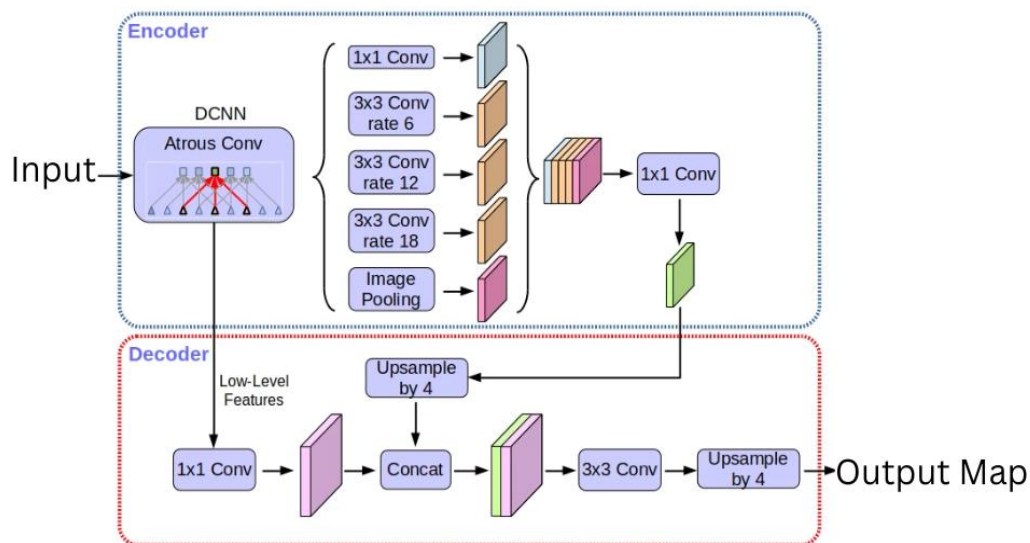 Encoder
DCNN
Atrous Conv
Input
1x1 Conv
3x3 Conv
rate 6
3x3 Conv
rate 12
3x3 Conv
rate 18
Image
Pooling
1x1 Conv
Decoder
Low-Level
Features
Upsample
by 4
1x1 Conv
Concat
3x3 Conv
Upsample
by 4
Output Map